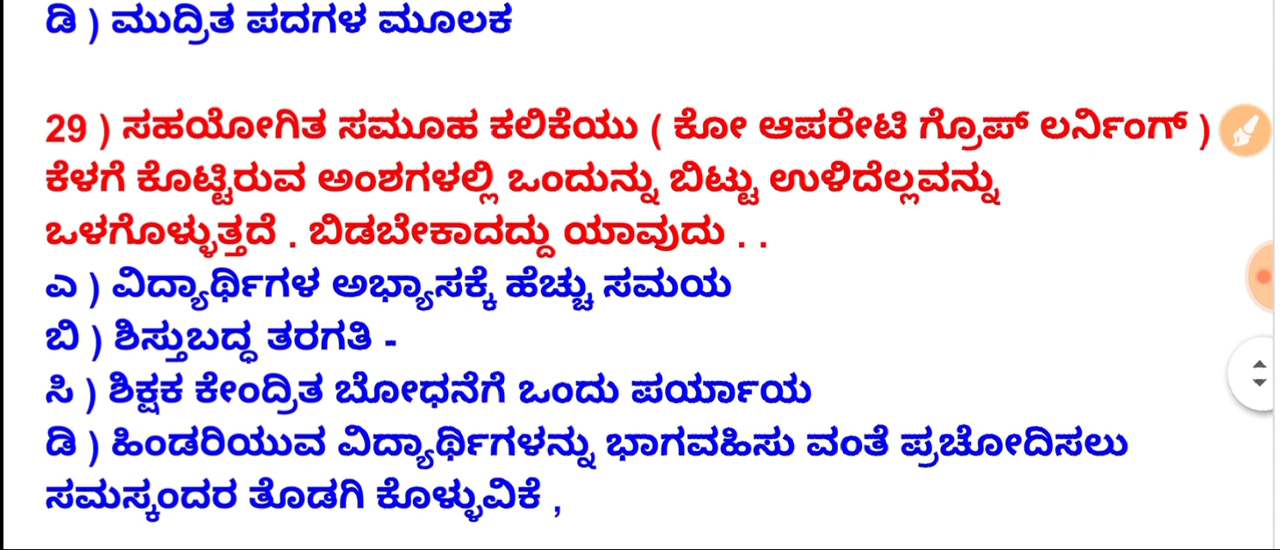 ಡಿ ) ಮುದ್ರಿತ ಪದಗಳ ಮೂಲಕ
29 ) ಸಹಯೋಗಿತ ಸಮೂಹ ಕಲಿಕೆಯು ( ಕೋ ಆಪರೇಟಿ ಗ್ರೊಪ್ ಲರ್ನಿಂಗ್ )
ಕೆಳಗೆ ಕೊಟ್ಟಿರುವ ಅಂಶಗಳಲ್ಲಿ ಒಂದುನ್ನು ಬಿಟ್ಟು ಉಳಿದೆಲ್ಲವನ್ನು
ಒಳಗೊಳ್ಳುತ್ತದೆ . ಬಿಡಬೇಕಾದದ್ದು ಯಾವುದು . .
ಎ ) ವಿದ್ಯಾರ್ಥಿಗಳ ಅಭ್ಯಾಸಕ್ಕೆ ಹೆಚ್ಚು ಸಮಯ
ಬಿ ) ಶಿಸ್ತುಬದ್ಧ ತರಗತಿ -
ಸಿ ) ಶಿಕ್ಷಕ ಕೇಂದ್ರಿತ ಬೋಧನೆಗೆ ಒಂದು ಪರ್ಯಾಯ
ಡಿ ) ಹಿಂಡರಿಯುವ ವಿದ್ಯಾರ್ಥಿಗಳನ್ನು ಭಾಗವಹಿಸು ವಂತೆ ಪ್ರಚೋದಿಸಲು
ಸಮಸ್ಕಂದರ ತೊಡಗಿ ಕೊಳ್ಳುವಿಕೆ ,